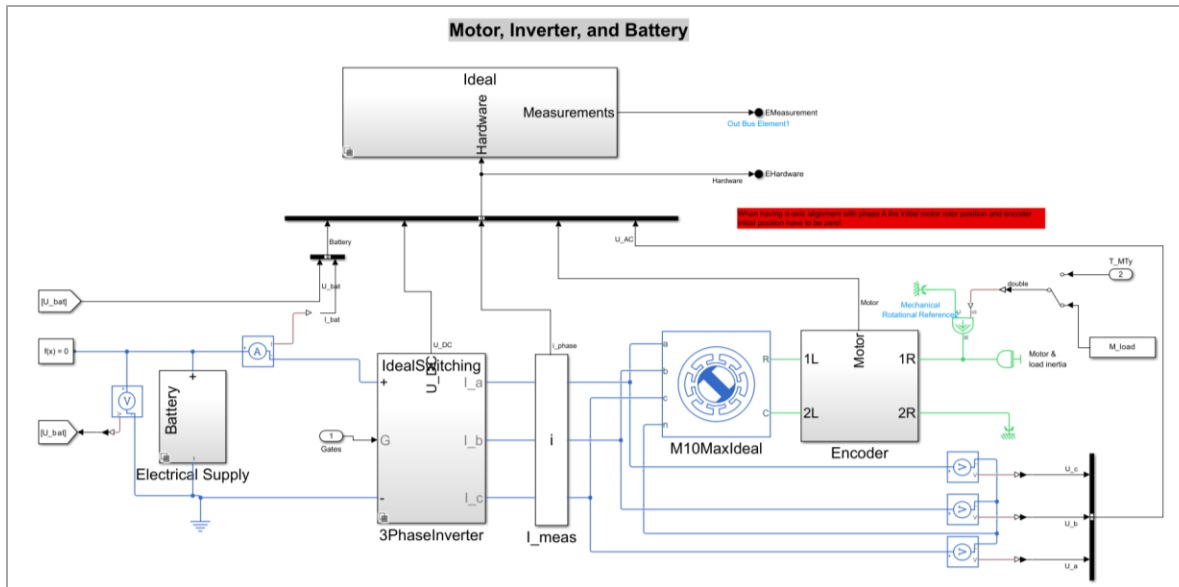 Motor, Inverter, and Battery
Ideal
Hardware
Measurements
EMeasurement
Out Bus Element1
Hardware
EHardware
When having d-axis alignment with phase A the initial motor rotor position and encoder
initial position have to be zero!
Battery
U_AC
[U_bat]
U_bat
I_bat
T_MTy
2
double
Motor
Mechanical
Rotational Reference2
S
C
R
M_load
f(x) = 0
A
I
U_DC
i_phase
V
V
Battery
+
-
Electrical Supply
[U_bat]
IdealSwitching
U_DC
+
G
-
I_a
I_b
I_c
1
Gates
3PhaseInverter
i
I_meas
a
b
c
n
R
C
M10MaxIdeal
1L
2L
Motor
1R
2R
Encoder
Motor &
load inertia
V
V
U_c
V
V
U_b
V
V
U_a